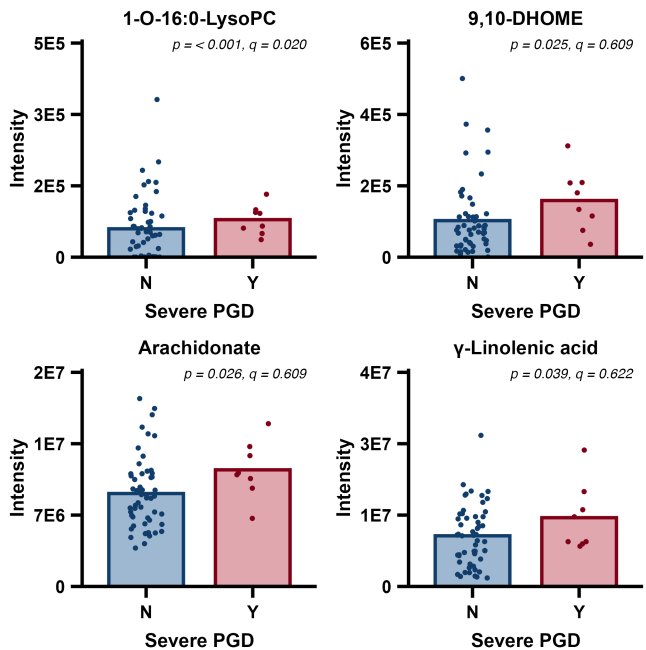 1-O-16:0-LysoPC
p = < 0.001, q = 0.020
5E5
3E5
2E5
0
Intensity
N
Y
Severe PGD
9,10-DHOME
p = 0.025, q = 0.609
6E5
4E5
2E5
0
Intensity
N
Y
Severe PGD
Arachidonate
p = 0.026, q = 0.609
2E7
1E7
7E6
0
Intensity
N
Y
Severe PGD
γ-Linolenic acid
p = 0.039, q = 0.622
4E7
3E7
1E7
0
Intensity
N
Y
Severe PGD